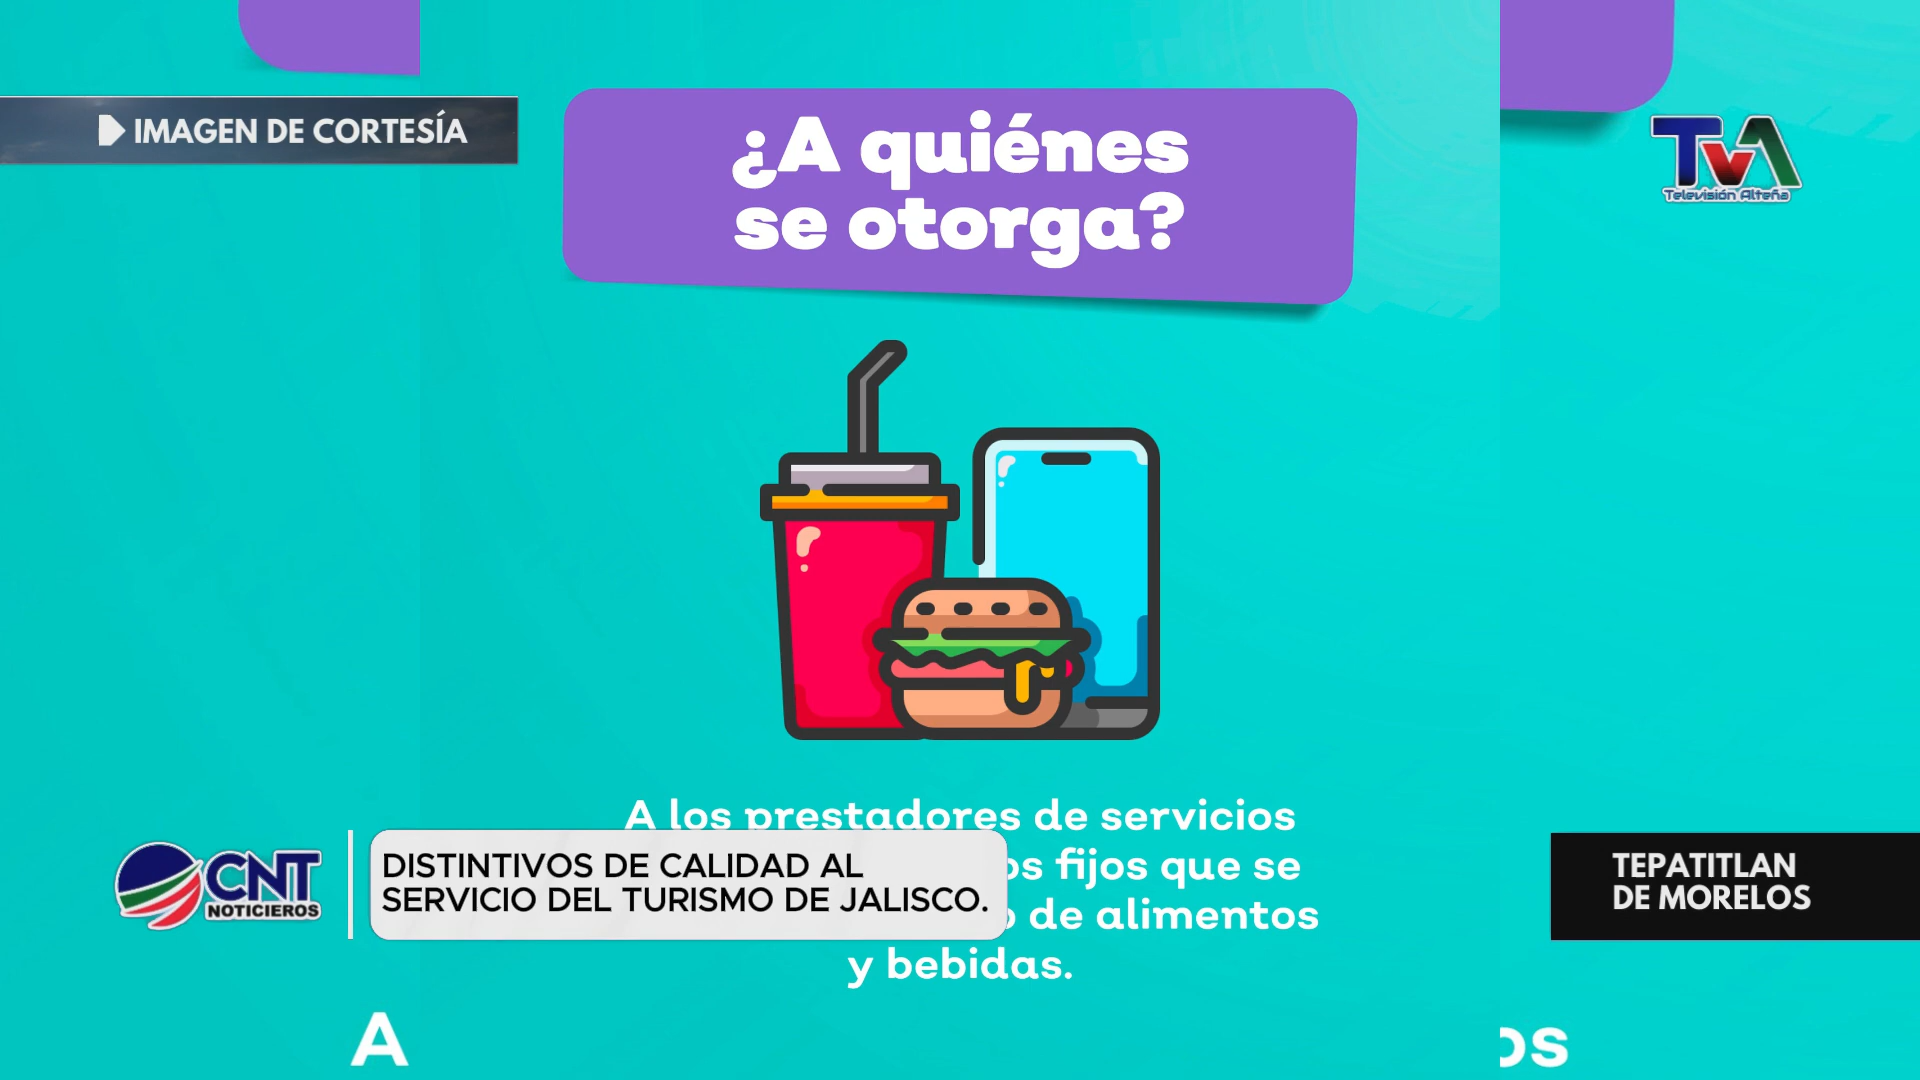 IMAGEN DE CORTESÍA
¿A quiénes
se otorga?
TvA
Televisión Alteña
A los prestadores de servicios
os fijos que se
de alimentos
y bebidas.
CNT
NOTICIEROS
DISTINTIVOS DE CALIDAD AL
SERVICIO DEL TURISMO DE JALISCO.
TEPATITLAN
DE MORELOS
A
os